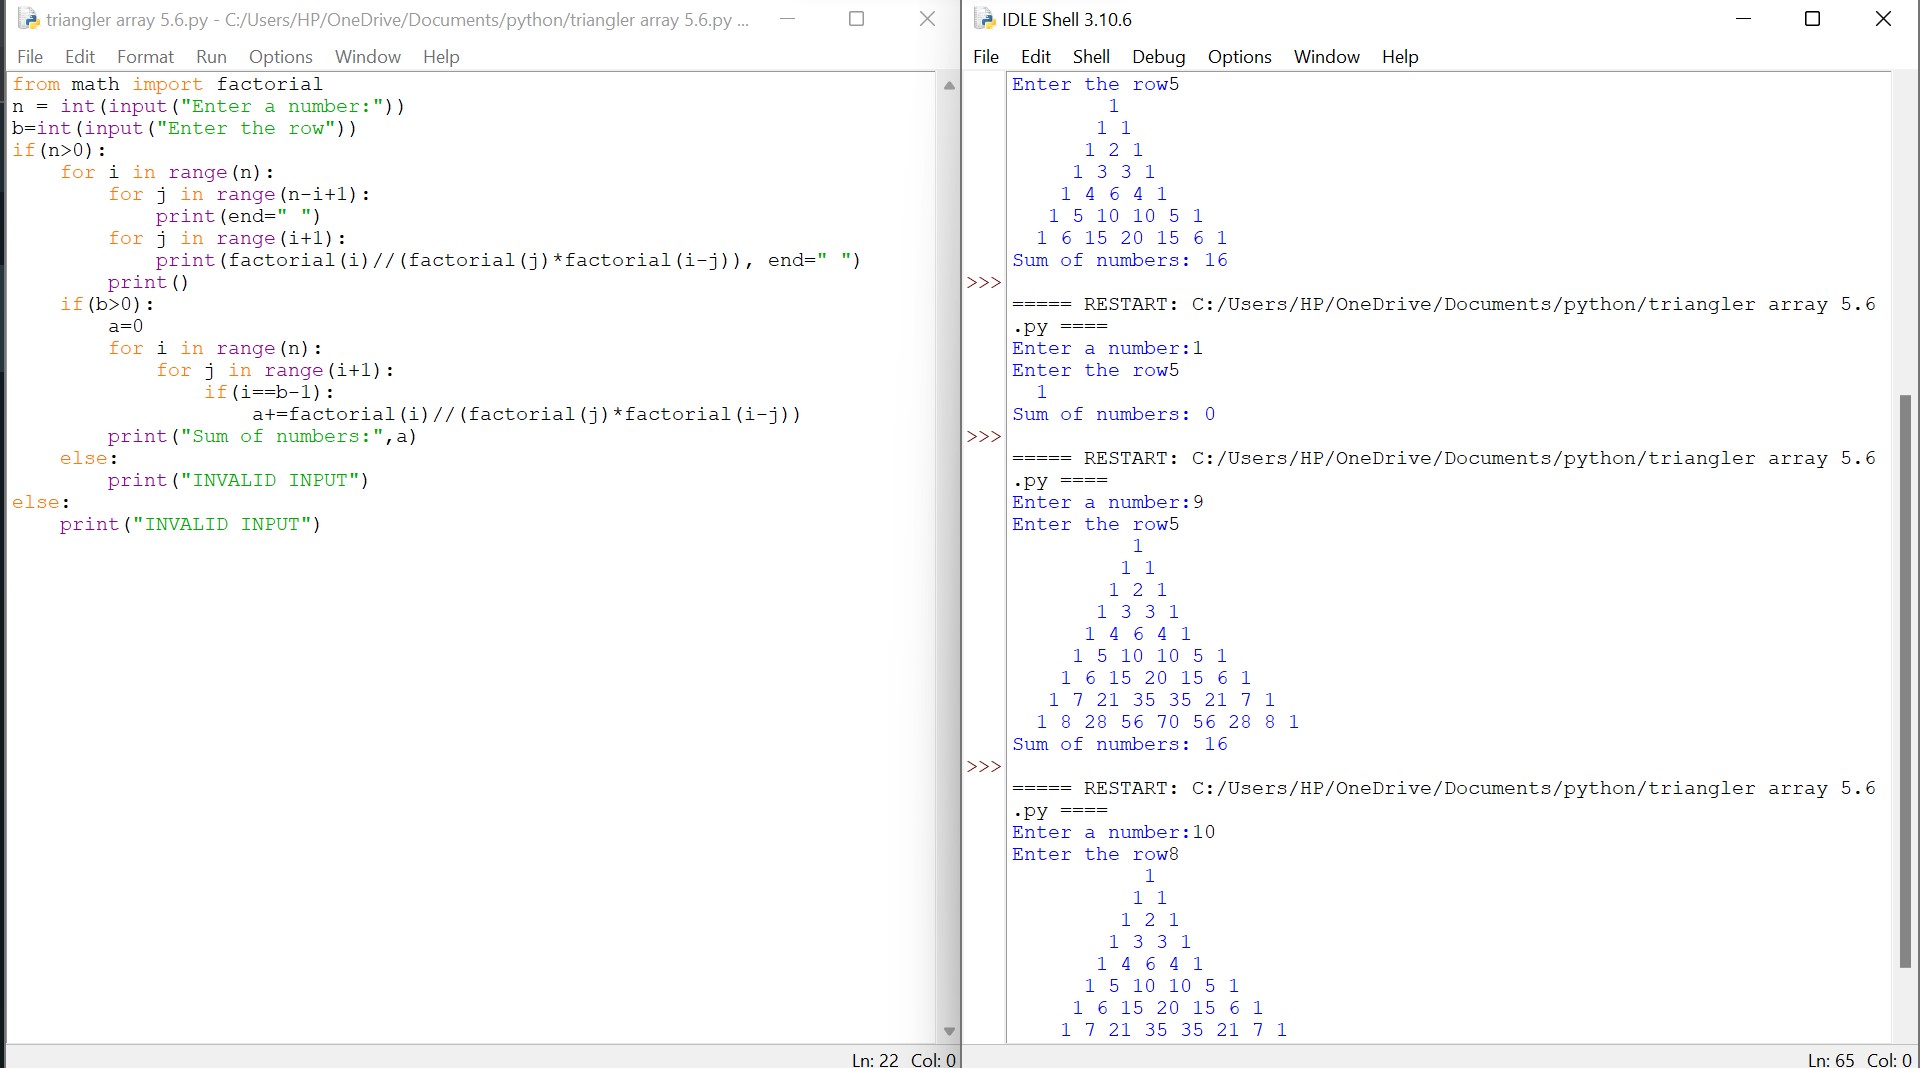 triangler array 5.6.py - C:/Users/HP/OneDrive/Documents/python/triangler array 5.6.py ...
File Edit Format Run Options Window Help
from math import factorial
n = int(input("Enter a number:"))
b=int(input("Enter the row"))
if(n>0):
    for i in range(n):
        for j in range(n-i+1):
            print(end=" ")
        for j in range(i+1):
            print(factorial(i)//(factorial(j)*factorial(i-j)), end=" ")
        print()
    if(b>0):
        a=0
        for i in range(n):
            for j in range(i+1):
                if(i==b-1):
                    a+=factorial(i)//(factorial(j)*factorial(i-j))
        print("Sum of numbers:",a)
    else:
        print("INVALID INPUT")
else:
    print("INVALID INPUT")
Ln: 22 Col: 0
IDLE Shell 3.10.6
File Edit Shell Debug Options Window Help
Enter the row5
        1
       1 1
      1 2 1
     1 3 3 1
    1 4 6 4 1
   1 5 10 10 5 1
  1 6 15 20 15 6 1
Sum of numbers: 16
>>>
===== RESTART: C:/Users/HP/OneDrive/Documents/python/triangler array 5.6
.py ====
Enter a number:1
Enter the row5
  1
Sum of numbers: 0
>>>
===== RESTART: C:/Users/HP/OneDrive/Documents/python/triangler array 5.6
.py ====
Enter a number:9
Enter the row5
          1
         1 1
        1 2 1
       1 3 3 1
      1 4 6 4 1
     1 5 10 10 5 1
    1 6 15 20 15 6 1
   1 7 21 35 35 21 7 1
  1 8 28 56 70 56 28 8 1
Sum of numbers: 16
>>>
===== RESTART: C:/Users/HP/OneDrive/Documents/python/triangler array 5.6
.py ====
Enter a number:10
Enter the row8
           1
          1 1
         1 2 1
        1 3 3 1
       1 4 6 4 1
      1 5 10 10 5 1
     1 6 15 20 15 6 1
    1 7 21 35 35 21 7 1
Ln: 65 Col: 0